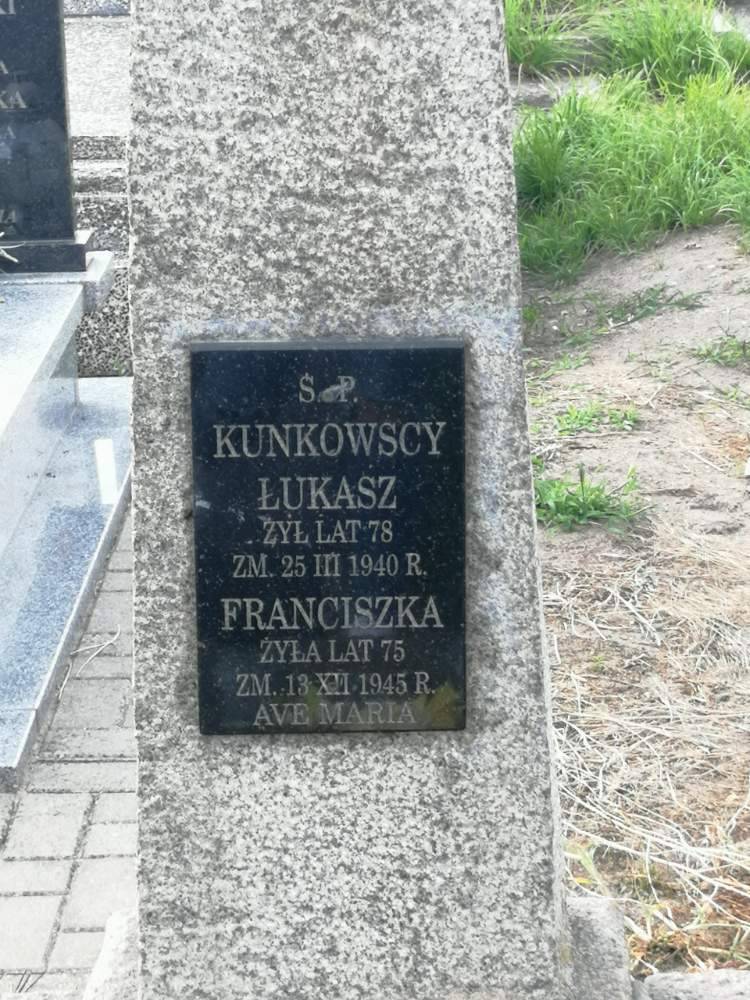 Ś. P.
KUNKOWSCY
ŁUKASZ
ŻYŁ LAT 78
ZM. 25 III 1940 R.
FRANCISZKA
ŻYŁA LAT 75
ZM. 13 XII 1945 R.
AVE MARIA